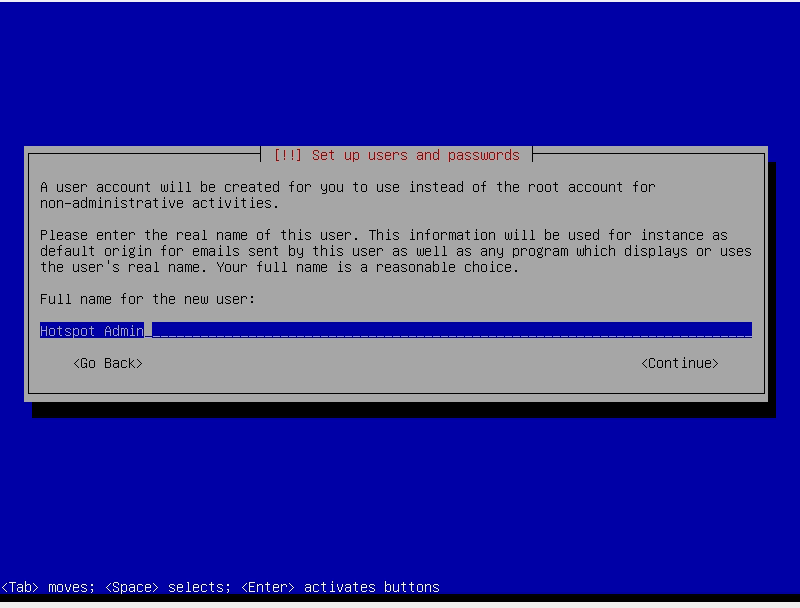 [!!] Set up users and passwords
A user account will be created for you to use instead of the root account for
non-administrative activities.
Please enter the real name of this user. This information will be used for instance as
default origin for emails sent by this user as well as any program which displays or uses
the user's real name. Your full name is a reasonable choice.
Full name for the new user:
Hotspot Admin
<Go Back> <Continue>
<Tab> moves; <Space> selects; <Enter> activates buttons